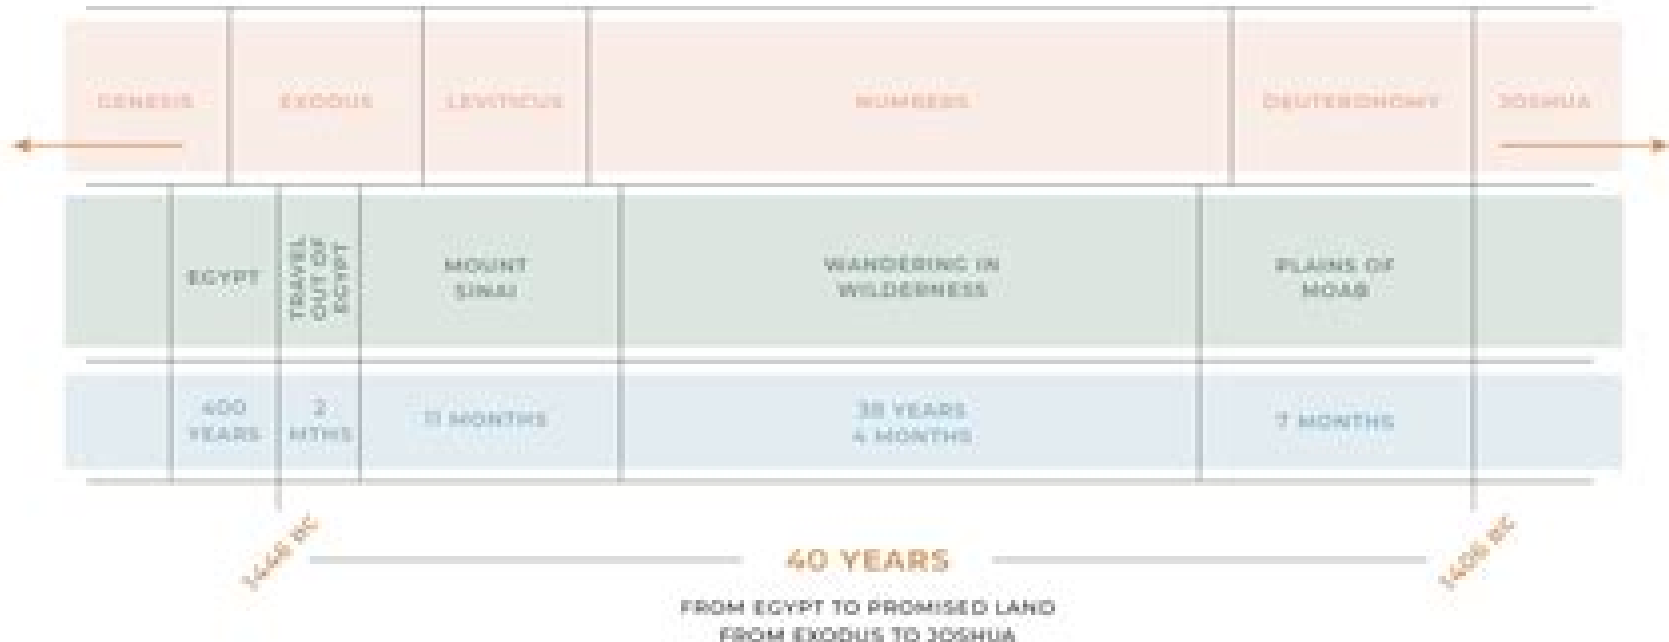 GENESIS
EXODUS
LEVITICUS
NUMBERS
DEUTERONOMY
JOSHUA
EGYPT
TRAVEL
OUT OF
EGYPT
MOUNT
SINAI
WANDERING IN
WILDERNESS
PLAINS OF
MOAB
400
YEARS
2
MTHS
11 MONTHS
38 YEARS
4 MONTHS
7 MONTHS
1446 BC
40 YEARS
1406 BC
FROM EGYPT TO PROMISED LAND
FROM EXODUS TO JOSHUA